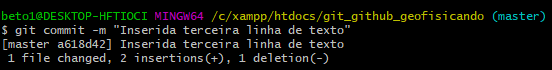 beto1@DESKTOP-HFTIOCI MINGW64 /c/xampp/htdocs/git_github_geofisicando (master)
$ git commit -m "Inserida terceira linha de texto"
[master a618d42] Inserida terceira linha de texto
 1 file changed, 2 insertions(+), 1 deletion(-)